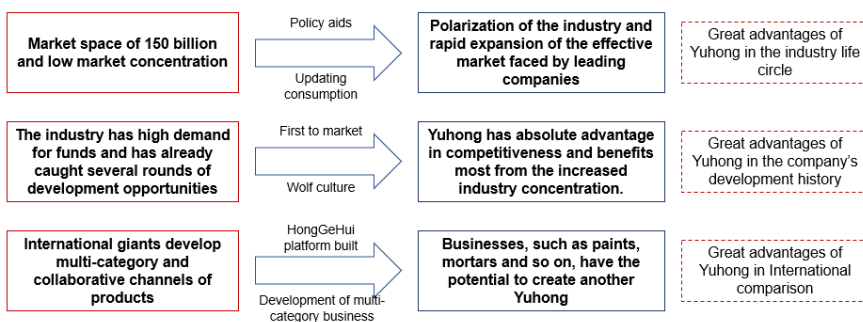 Market space of 150 billion
and low market concentration
Policy aids
Updating
consumption
Polarization of the industry and
rapid expansion of the effective
market faced by leading
companies
Great advantages of
Yuhong in the industry life
circle
The industry has high demand
for funds and has already
caught several rounds of
development opportunities
First to market
Wolf culture
Yuhong has absolute advantage
in competitiveness and benefits
most from the increased
industry concentration.
Great advantages of
Yuhong in the company's
development history
International giants develop
multi-category and
collaborative channels of
products
HongGeHui
platform built
Development of multi-
category business
Businesses, such as paints,
mortars and so on, have the
potential to create another
Yuhong
Great advantages of
Yuhong in International
comparison